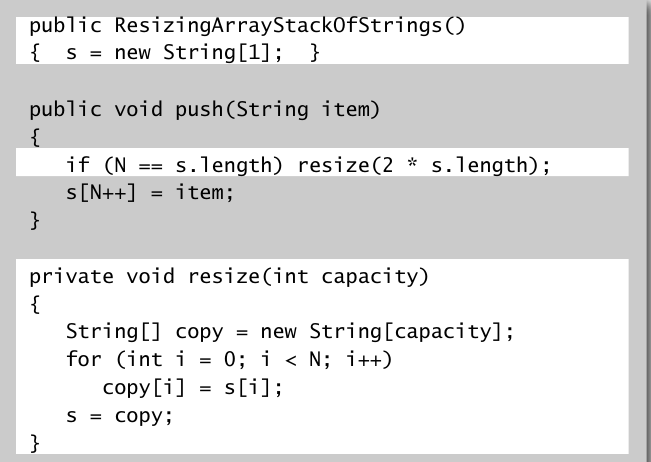 public ResizingArrayStackOfStrings()
{  s = new String[1];  }
public void push(String item)
{
   if (N == s.length) resize(2 * s.length);
   s[N++] = item;
}
private void resize(int capacity)
{
   String[] copy = new String[capacity];
   for (int i = 0; i < N; i++)
      copy[i] = s[i];
   s = copy;
}